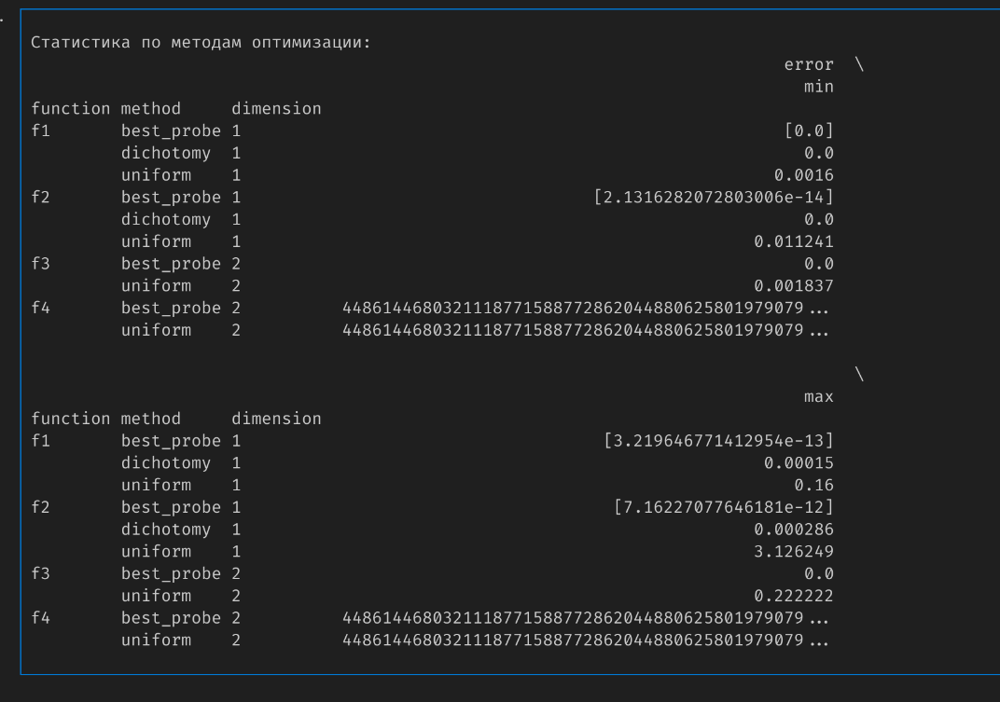 Статистика по методам оптимизации:
error \
min
function method dimension
f1 best_probe 1 [0.0]
dichotomy 1 0.0
uniform 1 0.0016
f2 best_probe 1 [2.1316282072803006e-14]
dichotomy 1 0.0
uniform 1 0.011241
f3 best_probe 2 0.0
uniform 2 0.001837
f4 best_probe 2 4486144680321118771588772862044880625801979079...
uniform 2 4486144680321118771588772862044880625801979079...
\
max
function method dimension
f1 best_probe 1 [3.219646771412954e-13]
dichotomy 1 0.00015
uniform 1 0.16
f2 best_probe 1 [7.16227077646181e-12]
dichotomy 1 0.000286
uniform 1 3.126249
f3 best_probe 2 0.0
uniform 2 0.222222
f4 best_probe 2 4486144680321118771588772862044880625801979079...
uniform 2 4486144680321118771588772862044880625801979079...